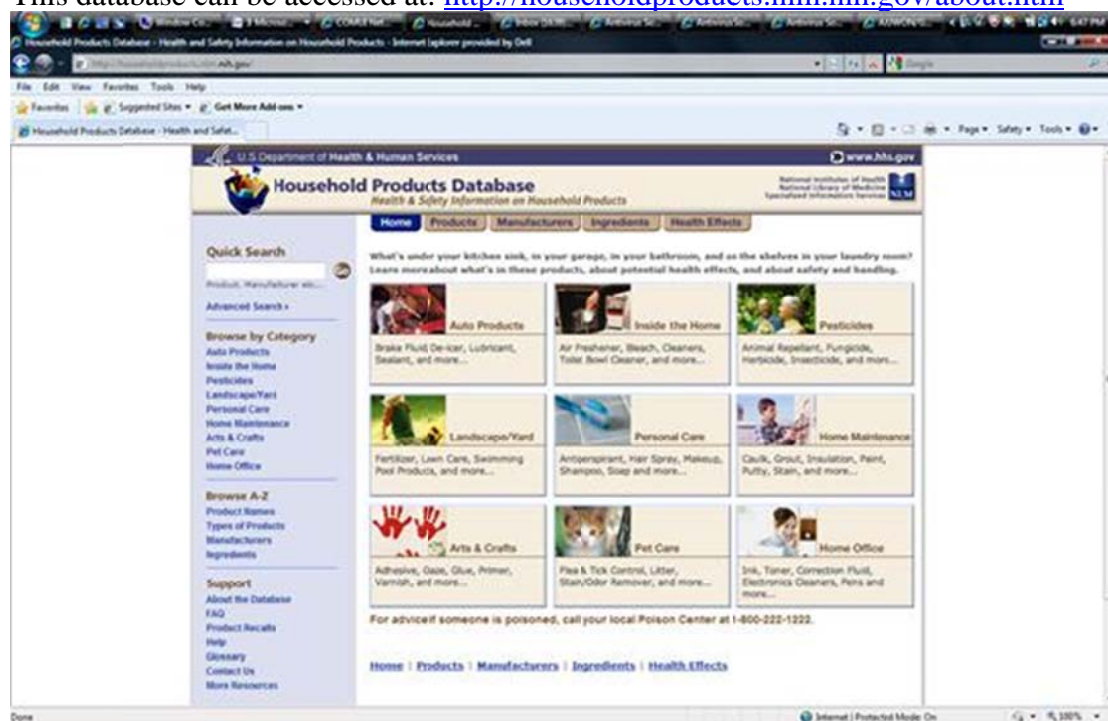 This database can be accessed at: http://householdproducts.nlm.nih.gov/about.htm
6:47 PM
Household Products Database - Health and Safety Information on Household Products - Internet Explorer provided by Dell
Google
File Edit View Favorites Tools Help
Favorites Suggested Sites Get More Add-ons
Household Products Database - Health and Safet...
Page Safety Tools
U.S. Department of Health & Human Services www.hhs.gov
Household Products Database
Health & Safety Information on Household Products
National Institutes of Health
National Library of Medicine
Specialized Information Services
NLM
Home Products Manufacturers Ingredients Health Effects
Quick Search
Product, Manufacturer etc...
Advanced Search
Browse by Category
Auto Products
Inside the Home
Pesticides
Landscape/Yard
Personal Care
Home Maintenance
Arts & Crafts
Pet Care
Home Office
Browse A-Z
Product Names
Types of Products
Manufacturers
Ingredients
Support
About the Database
FAQ
Product Recalls
Help
Glossary
Contact Us
More Resources
What's under your kitchen sink, in your garage, in your bathroom, and on the shelves in your laundry room?
Learn moreabout what's in these products, about potential health effects, and about safety and handling.
Auto Products
Brake Fluid, De-icer, Lubricant,
Sealant, and more...
Inside the Home
Air Freshener, Bleach, Cleaners,
Toilet Bowl Cleaner, and more...
Pesticides
Animal Repellant, Fungicide,
Herbicide, Insecticide, and more...
Landscape/Yard
Fertilizer, Lawn Care, Swimming
Pool Products, and more...
Personal Care
Antiperspirant, Hair Spray, Makeup,
Shampoo, Soap and more...
Home Maintenance
Caulk, Grout, Insulation, Paint,
Putty, Stain, and more...
Arts & Crafts
Adhesive, Glaze, Glue, Primer,
Varnish, and more...
Pet Care
Flea & Tick Control, Litter,
Stain/Odor Remover, and more...
Home Office
Ink, Toner, Correction Fluid,
Electronics Cleaners, Pens and
more...
For adviceif someone is poisoned, call your local Poison Center at 1-800-222-1222.
Home | Products | Manufacturers | Ingredients | Health Effects
Done Internet | Protected Mode: On 100%